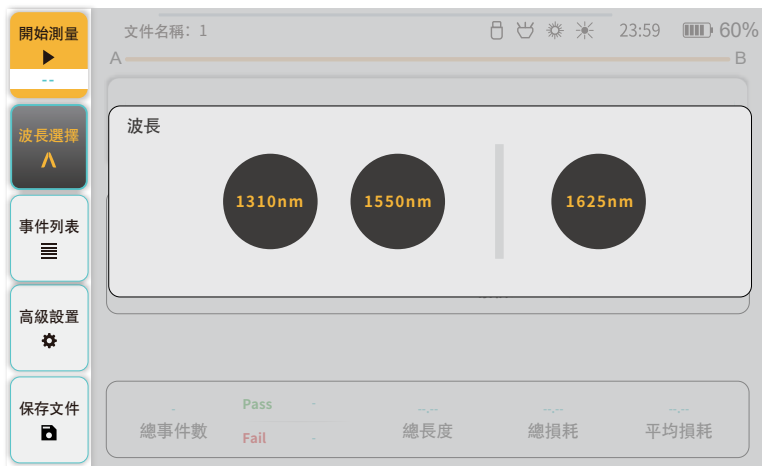 開始測量
--
波長選擇
事件列表
高級設置
保存文件
文件名稱: 1
23:59
60%
A
B
波長
1310nm
1550nm
1625nm
-
總事件數
Pass -
Fail -
--.--
總長度
--.--
總損耗
--.--
平均損耗